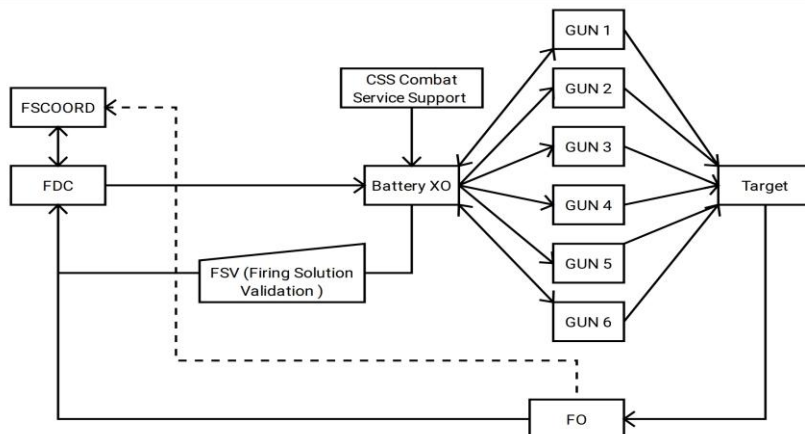 GUN 1
CSS Combat
Service Support
GUN 2
FSCOORD
GUN 3
FDC
Battery XO
Target
GUN 4
FSV (Firing Solution
Validation )
GUN 5
GUN 6
FO